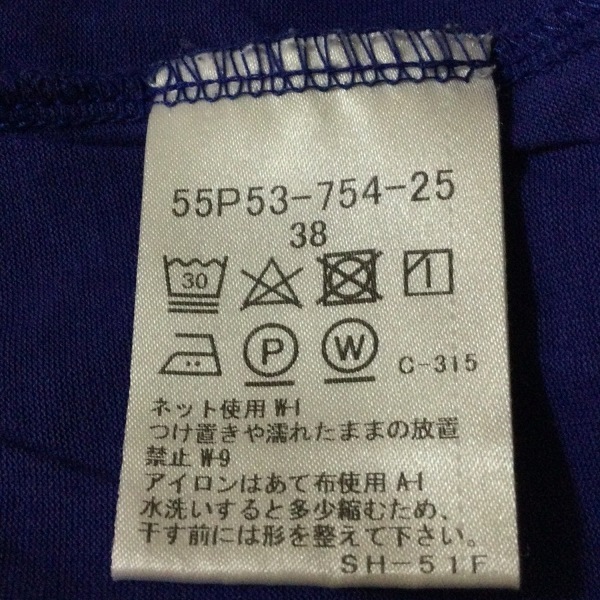 55P53-754-25
38
30
P W C-315
ネット使用 W-1
つけ置きや濡れたままの放置
禁止 W-9
アイロンはあて布使用 A-1
水洗いすると多少縮むため、
干す前には形を整えて下さい。
SH-51F